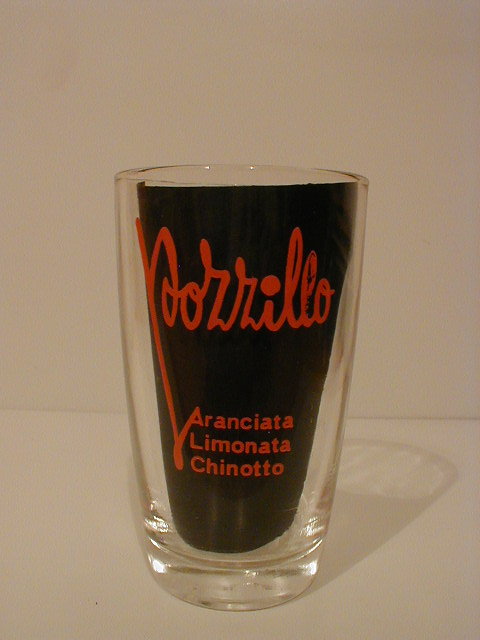 Pozzillo
Aranciata
Limonata
Chinotto